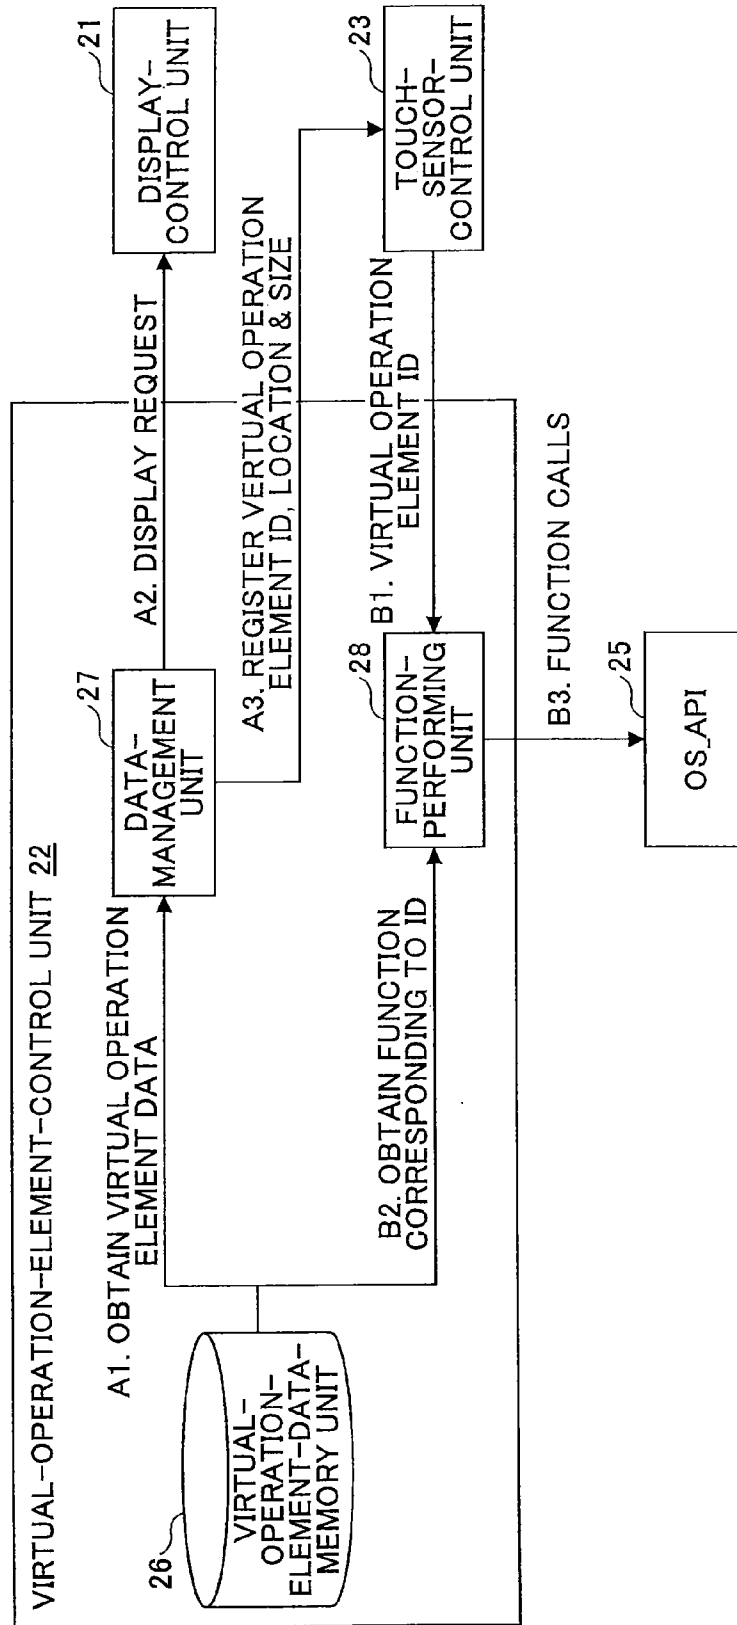 VIRTUAL-OPERATION-ELEMENT-CONTROL UNIT 22
A1. OBTAIN VIRTUAL OPERATION
ELEMENT DATA
27
DATA-
MANAGEMENT
UNIT
A2. DISPLAY REQUEST
21
DISPLAY-
CONTROL UNIT
A3. REGISTER VERTUAL OPERATION
ELEMENT ID, LOCATION & SIZE
26
VIRTUAL-
OPERATION-
ELEMENT-DATA-
MEMORY UNIT
B2. OBTAIN FUNCTION
CORRESPONDING TO ID
28
FUNCTION-
PERFORMING
UNIT
B1. VIRTUAL OPERATION
ELEMENT ID
23
TOUCH-
SENSOR-
CONTROL UNIT
B3. FUNCTION CALLS
25
OS_API